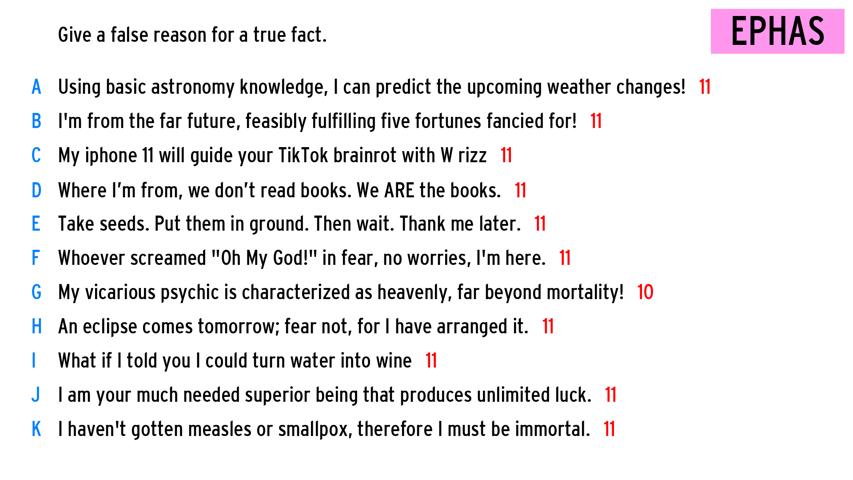 Give a false reason for a true fact.
EPHAS
A Using basic astronomy knowledge, I can predict the upcoming weather changes! 11
B I'm from the far future, feasibly fulfilling five fortunes fancied for! 11
C My iphone 11 will guide your TikTok brainrot with W rizz 11
D Where I'm from, we don't read books. We ARE the books. 11
E Take seeds. Put them in ground. Then wait. Thank me later. 11
F Whoever screamed "Oh My God!" in fear, no worries, I'm here. 11
G My vicarious psychic is characterized as heavenly, far beyond mortality! 10
H An eclipse comes tomorrow; fear not, for I have arranged it. 11
I What if I told you I could turn water into wine 11
J I am your much needed superior being that produces unlimited luck. 11
K I haven't gotten measles or smallpox, therefore I must be immortal. 11